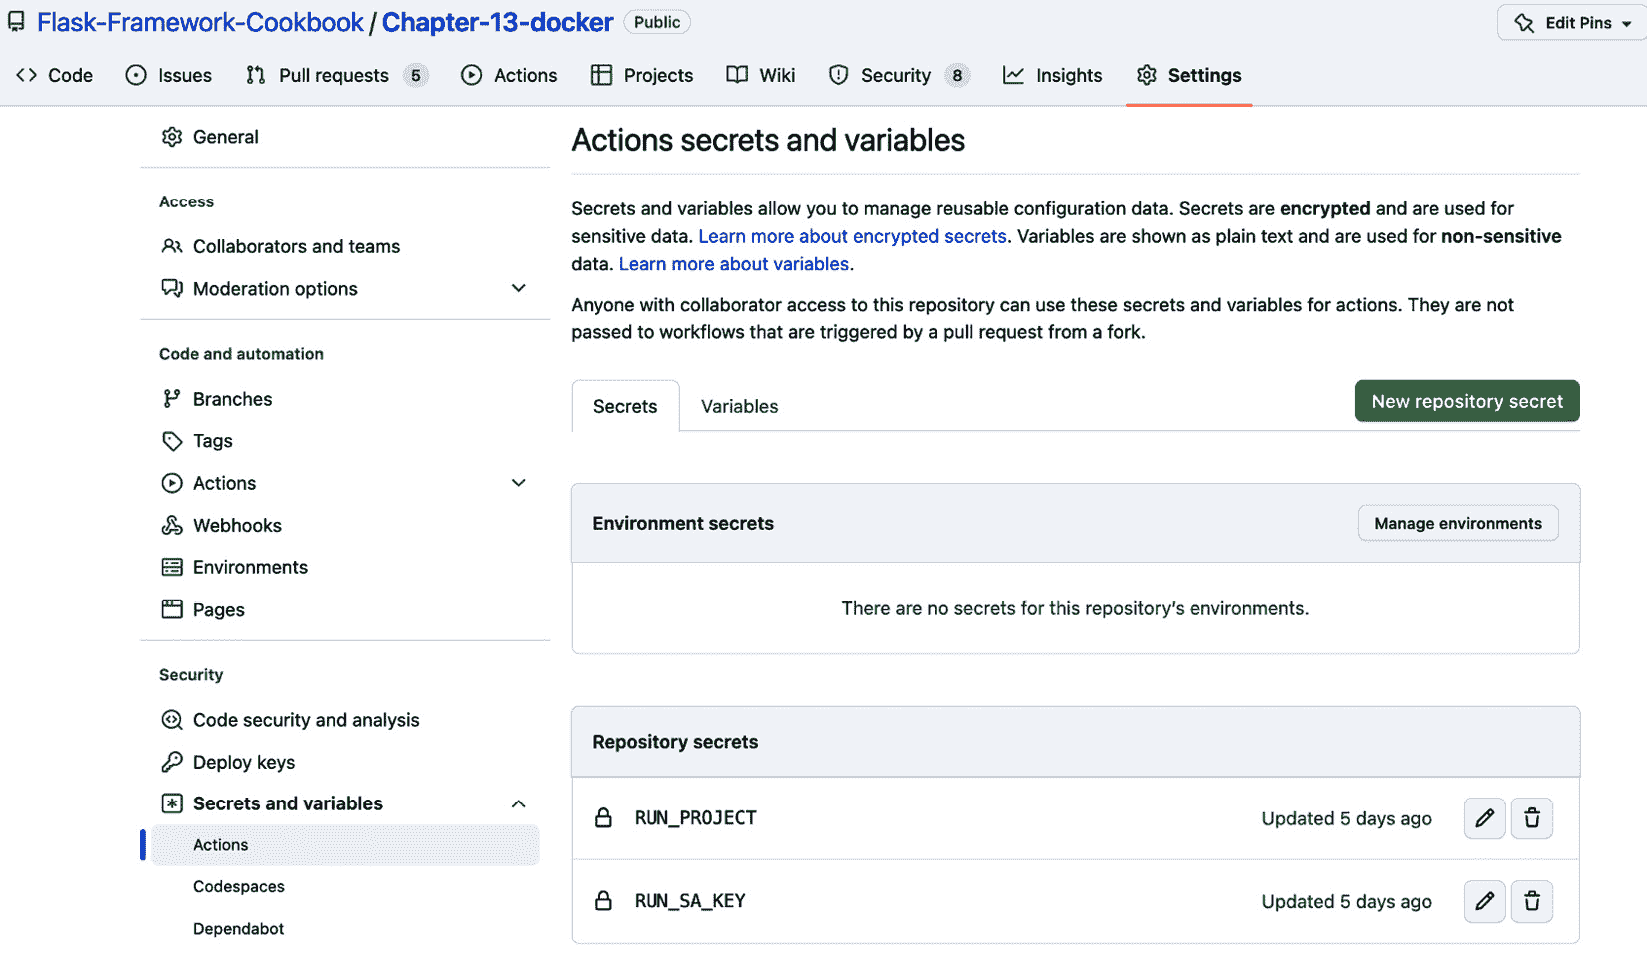 Flask-Framework-Cookbook / Chapter-13-docker Public Edit Pins
Code Issues Pull requests 5 Actions Projects Wiki Security 8 Insights Settings
General
Access
Collaborators and teams
Moderation options
Code and automation
Branches
Tags
Actions
Webhooks
Environments
Pages
Security
Code security and analysis
Deploy keys
Secrets and variables
Actions
Codespaces
Dependabot
Actions secrets and variables
Secrets and variables allow you to manage reusable configuration data. Secrets are encrypted and are used for
sensitive data. Learn more about encrypted secrets. Variables are shown as plain text and are used for non-sensitive
data. Learn more about variables.
Anyone with collaborator access to this repository can use these secrets and variables for actions. They are not
passed to workflows that are triggered by a pull request from a fork.
Secrets Variables New repository secret
Environment secrets Manage environments
There are no secrets for this repository's environments.
Repository secrets
RUN_PROJECT Updated 5 days ago
RUN_SA_KEY Updated 5 days ago